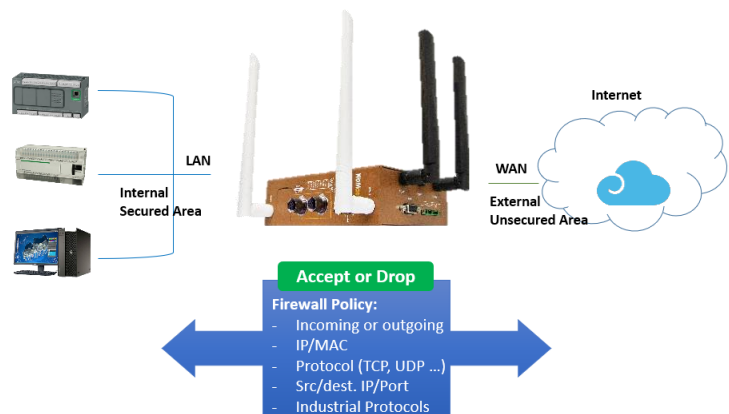 Internet
LAN
WAN
Internal
Secured Area
External
Unsecured Area
Accept or Drop
Firewall Policy:
- Incoming or outgoing
- IP/MAC
- Protocol (TCP, UDP ...)
- Src/dest. IP/Port
- Industrial Protocols